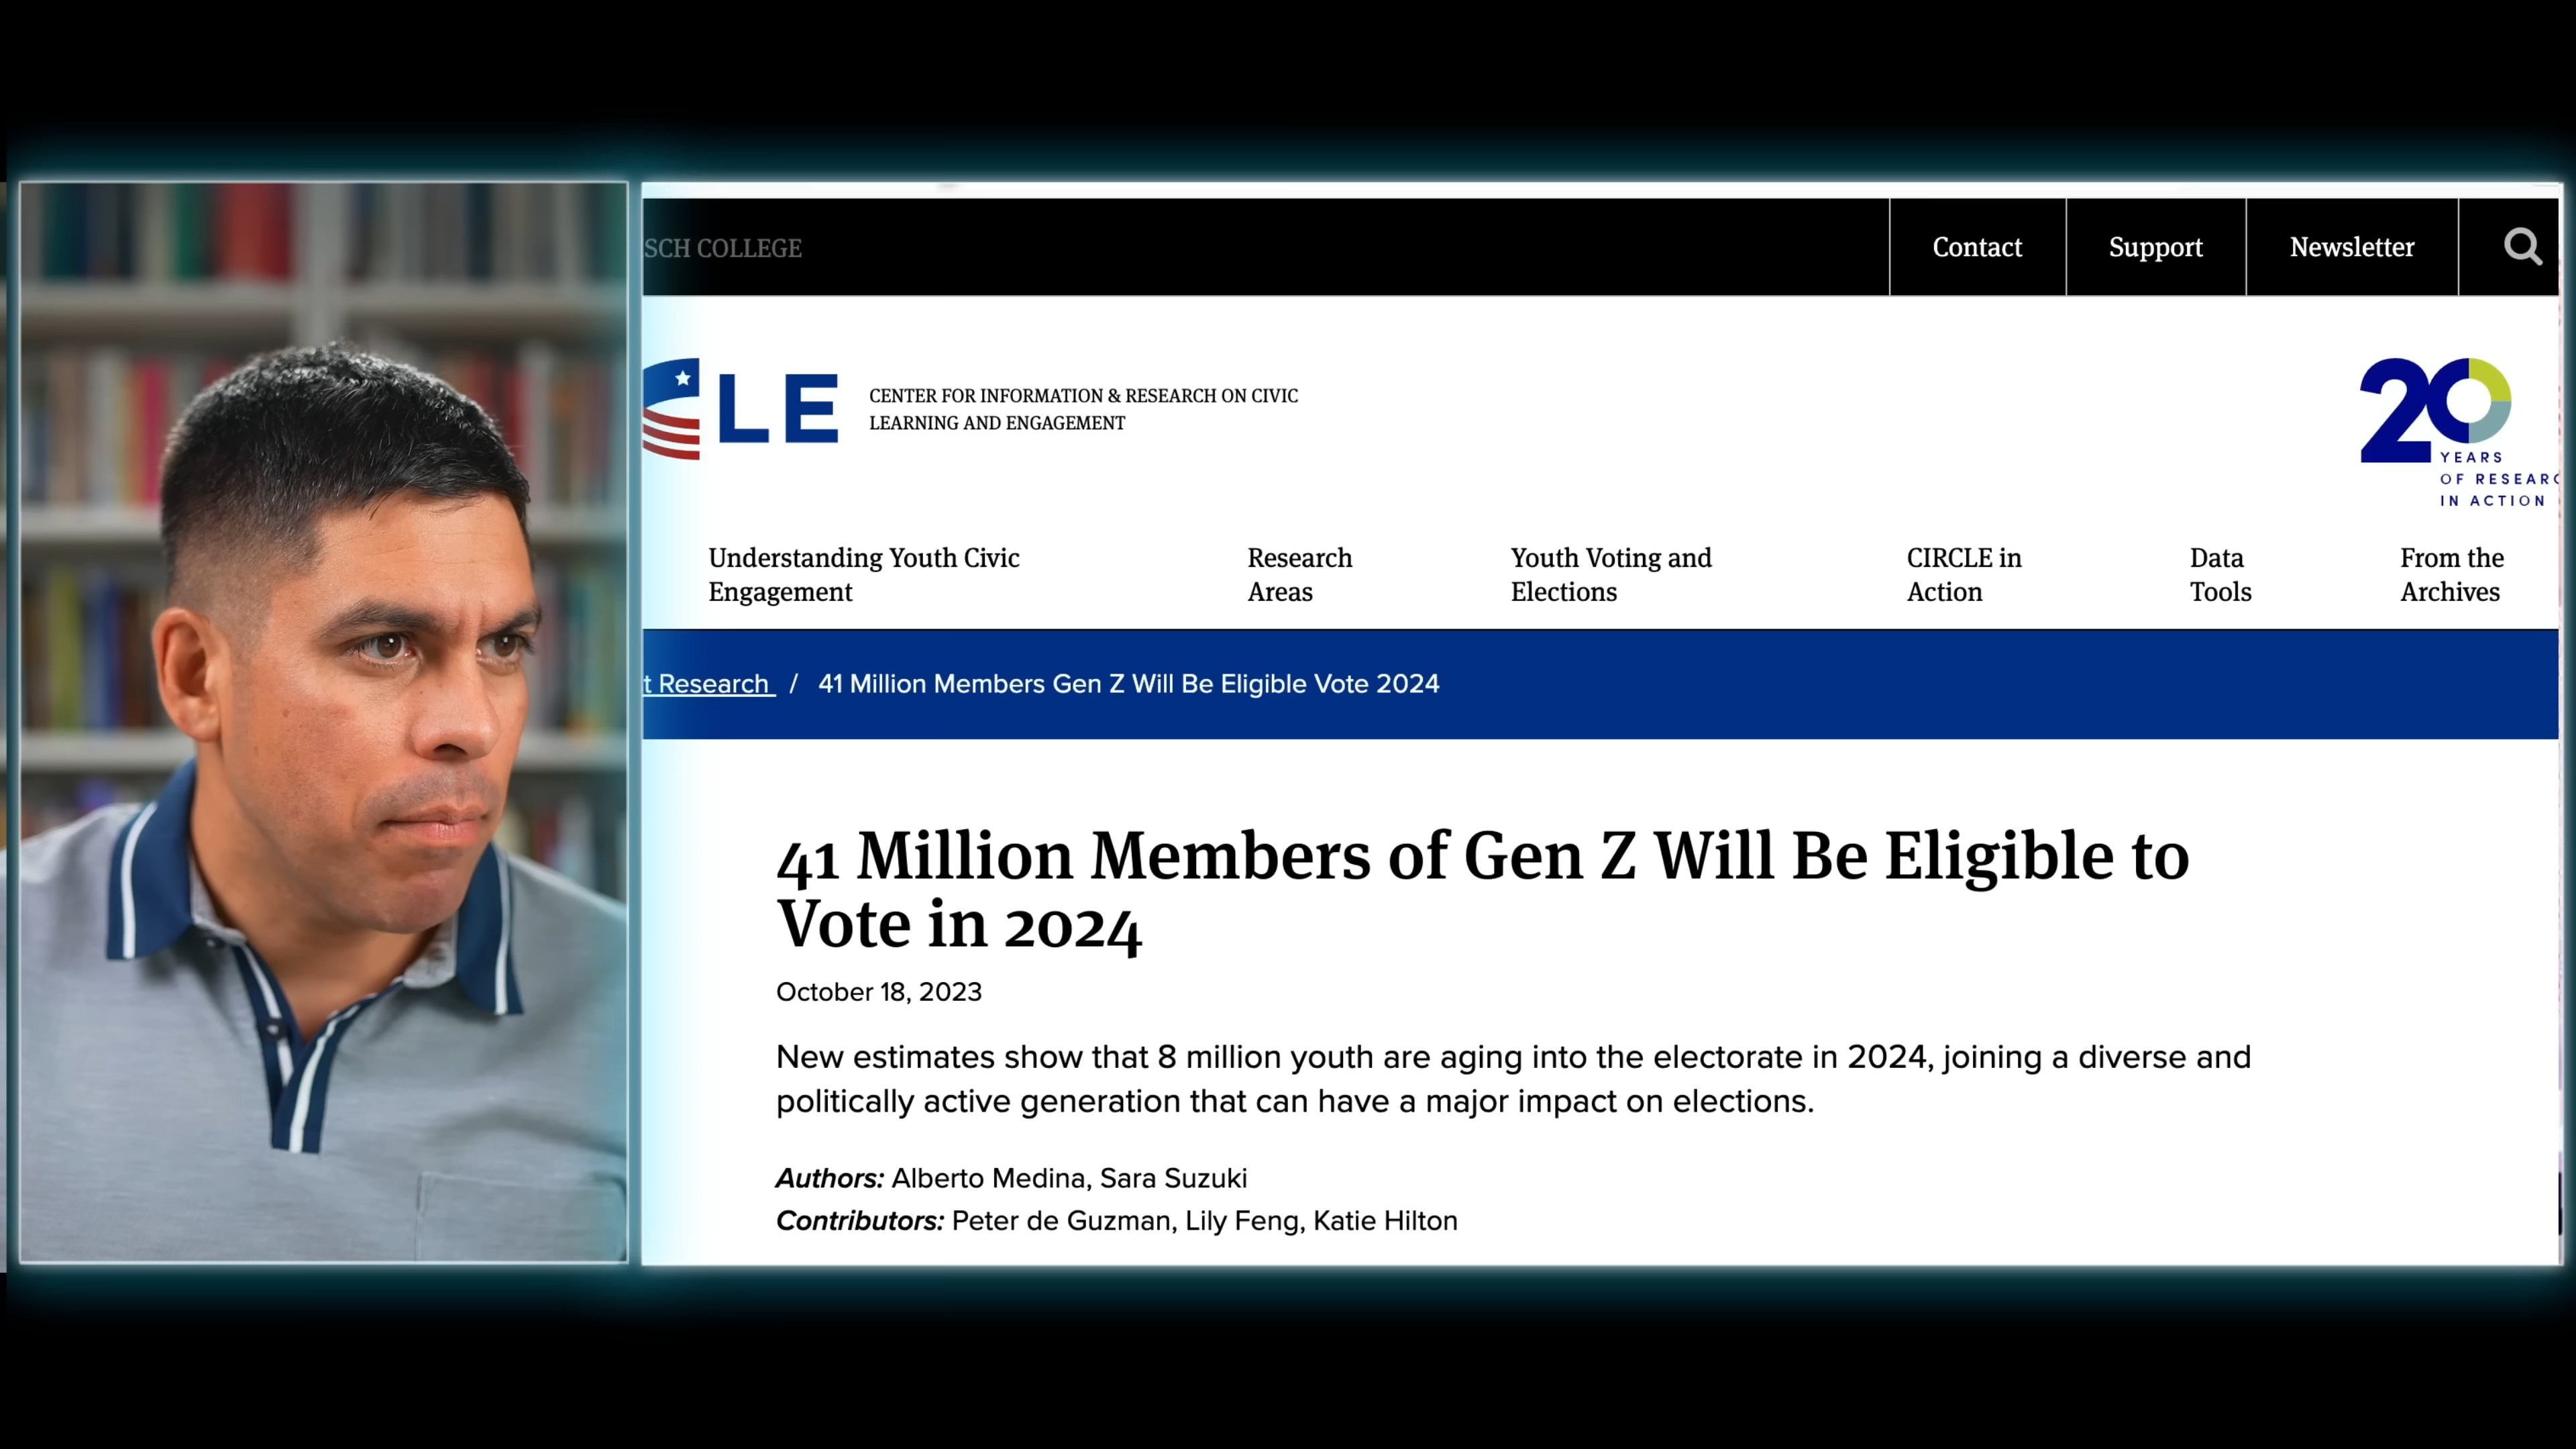 SCH COLLEGE
Contact
Support
Newsletter
CLE
CENTER FOR INFORMATION & RESEARCH ON CIVIC
LEARNING AND ENGAGEMENT
20
YEARS
OF RESEARC
IN ACTION
Understanding Youth Civic
Engagement
Research
Areas
Youth Voting and
Elections
CIRCLE in
Action
Data
Tools
From the
Archives
t Research / 41 Million Members Gen Z Will Be Eligible Vote 2024
41 Million Members of Gen Z Will Be Eligible to
Vote in 2024
October 18, 2023
New estimates show that 8 million youth are aging into the electorate in 2024, joining a diverse and
politically active generation that can have a major impact on elections.
Authors: Alberto Medina, Sara Suzuki
Contributors: Peter de Guzman, Lily Feng, Katie Hilton